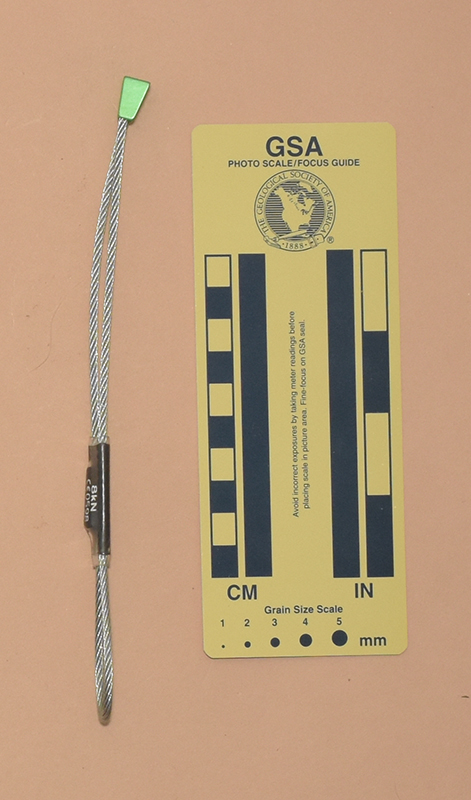 GSA
PHOTO SCALE/FOCUS GUIDE
THE GEOLOGICAL SOCIETY OF AMERICA
1888
®
Avoid incorrect exposures by taking meter readings before
placing scale in picture area. Fine-focus on GSA seal.
CM
IN
Grain Size Scale
1 2 3 4 5
mm
8kN